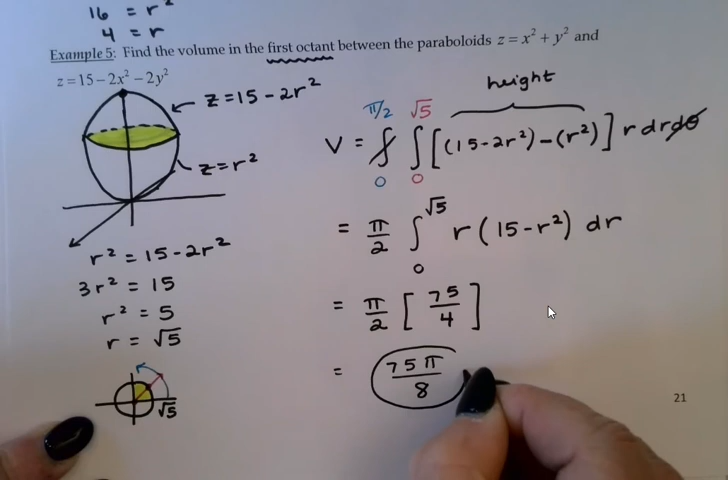 16 = r²
4 = r
Example 5: Find the volume in the first octant between the paraboloids z = x² + y² and
z = 15 − 2x² − 2y²
z = 15 - 2r²
z = r²
r² = 15 - 2r²
3r² = 15
r² = 5
r = √5
√5
height
V = ∫₀^π/2 ∫₀^√5 [(15 - 2r²) - (r²)] r dr dθ
= π/2 ∫₀^√5 r (15 - r²) dr
= π/2 [75/4]
= 75π/8
21